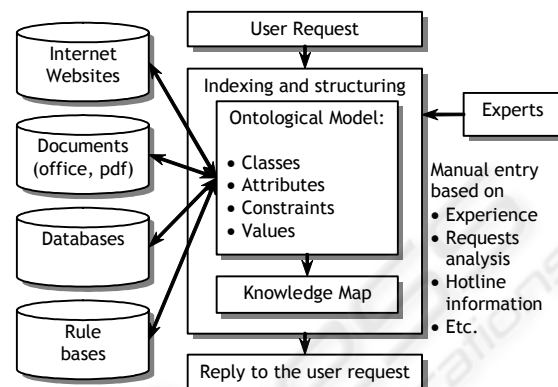 User Request
Internet
Websites
Documents
(office, pdf)
Databases
Rule
bases
Indexing and structuring
Ontological Model:
• Classes
• Attributes
• Constraints
• Values
Knowledge Map
Experts
Manual entry
based on
• Experience
• Requests
analysis
• Hotline
information
• Etc.
Reply to the user request